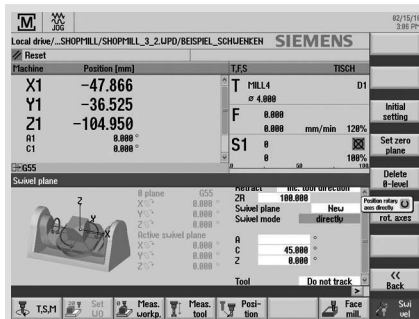 M JOG
02/15/10
3:06 PM
Local drive/...SHOPMILL/SHOPMILL_3_2.WPD/BEISPIEL_SCHWENKEN SIEMENS
Reset
Machine Position [mm] T,F,S TISCH
X1 -47.866
Y1 -36.525
Z1 -104.950
A1 0.000 °
C1 0.000 °
G55
T MILL4 D1
ø 4.000
F 0.000
0.000 mm/min 120%
S1 0
0 100%
0 50 100
Initial setting
Set zero plane
Delete 0-level
Position rotary axes directly
rot. axes
<< Back
Swivel plane
0 plane G55
X 0.000 °
Y 0.000 °
Z 0.000 °
Active swivel plane
X 0.000 °
Y 0.000 °
Z 0.000 °
Retract Inc. tool direction
ZR 100.000
Swivel plane New
Swivel mode directly
A °
C 45.000 °
Z 0.000 °
Tool Do not track
>
T,S,M
Set WO
Meas. workp.
Meas. tool
Posi- tion
Face mill.
Swi vel